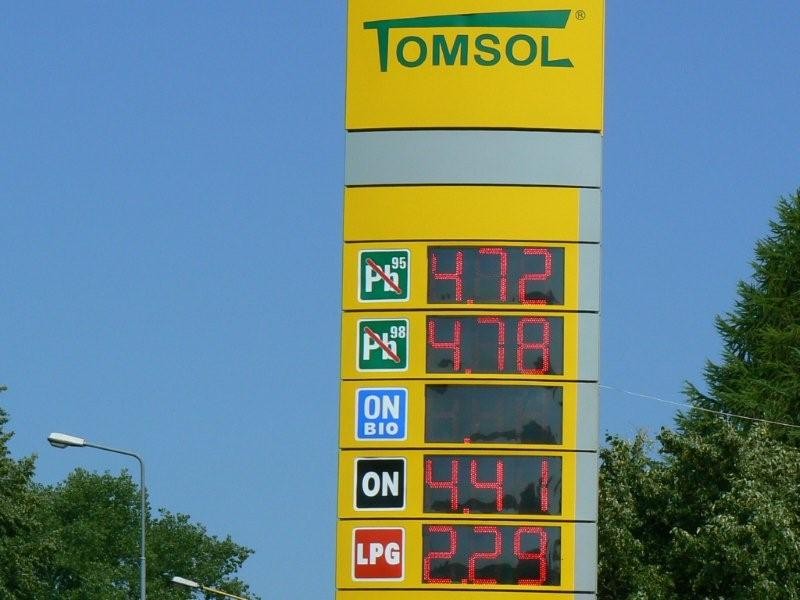 TOMSOL ®
Pb 95 4.72
Pb 98 4.78
ON
BIO
ON 4.41
LPG 2.29